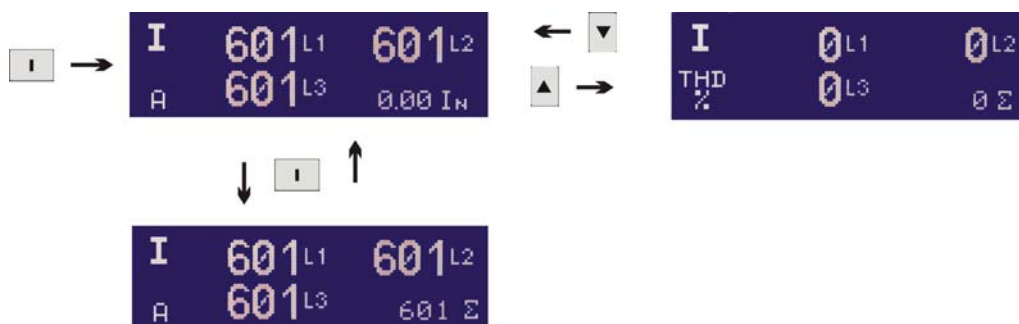 I 601 L1 601 L2
A 601 L3 0.00 IN
I
I 0 L1 0 L2
THD % 0 L3 0 Σ
I
I 601 L1 601 L2
A 601 L3 601 Σ